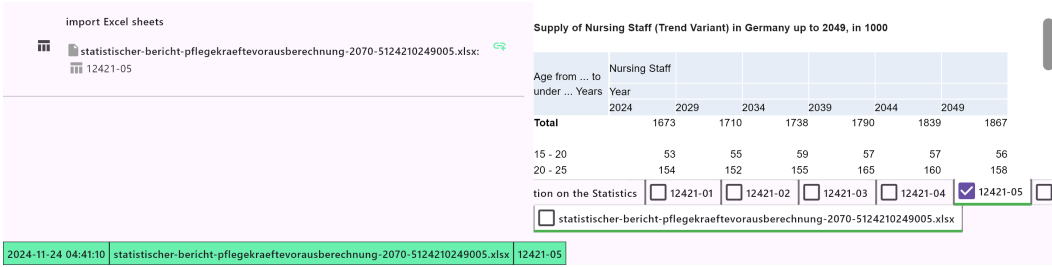 import Excel sheets
statistischer-bericht-pflegekraeftevorausberechnung-2070-5124210249005.xlsx:
12421-05
Supply of Nursing Staff (Trend Variant) in Germany up to 2049, in 1000
Age from ... to under ... Years
Nursing Staff
Year
2024 2029 2034 2039 2044 2049
Total 1673 1710 1738 1790 1839 1867
15 - 20 53 55 59 57 57 56
20 - 25 154 152 155 165 160 158
tion on the Statistics 12421-01 12421-02 12421-03 12421-04 12421-05
statistischer-bericht-pflegekraeftevorausberechnung-2070-5124210249005.xlsx
2024-11-24 04:41:10 statistischer-bericht-pflegekraeftevorausberechnung-2070-5124210249005.xlsx 12421-05